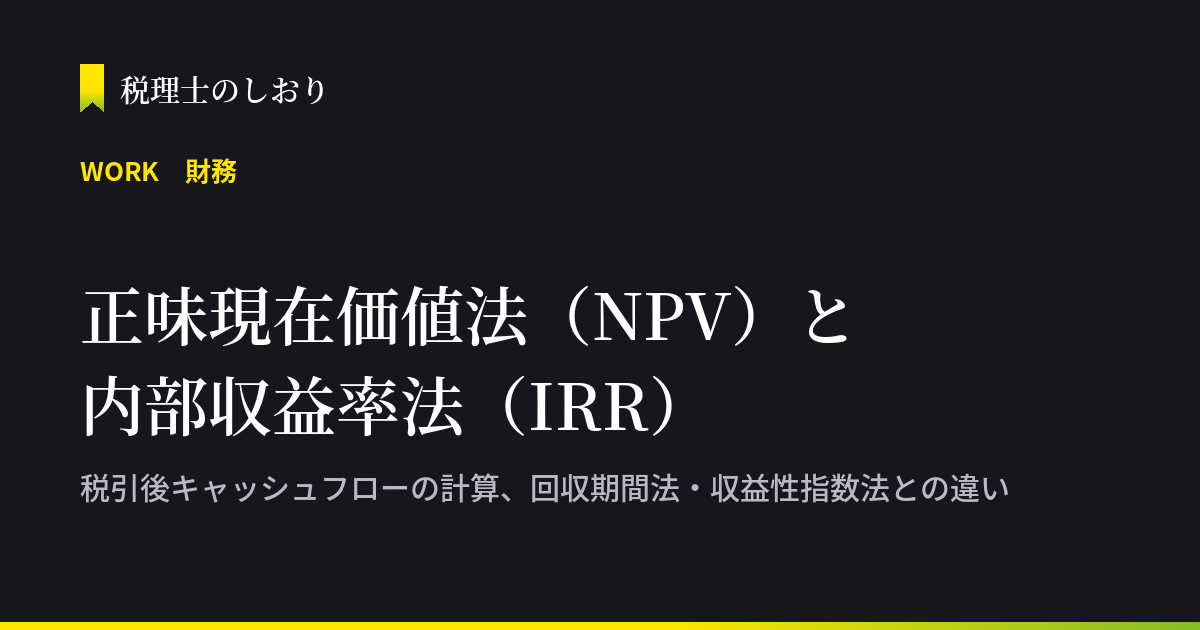 税理士のしおり
WORK 財務
正味現在価値法（NPV）と
内部収益率法（IRR）
税引後キャッシュフローの計算、回収期間法・収益性指数法との違い